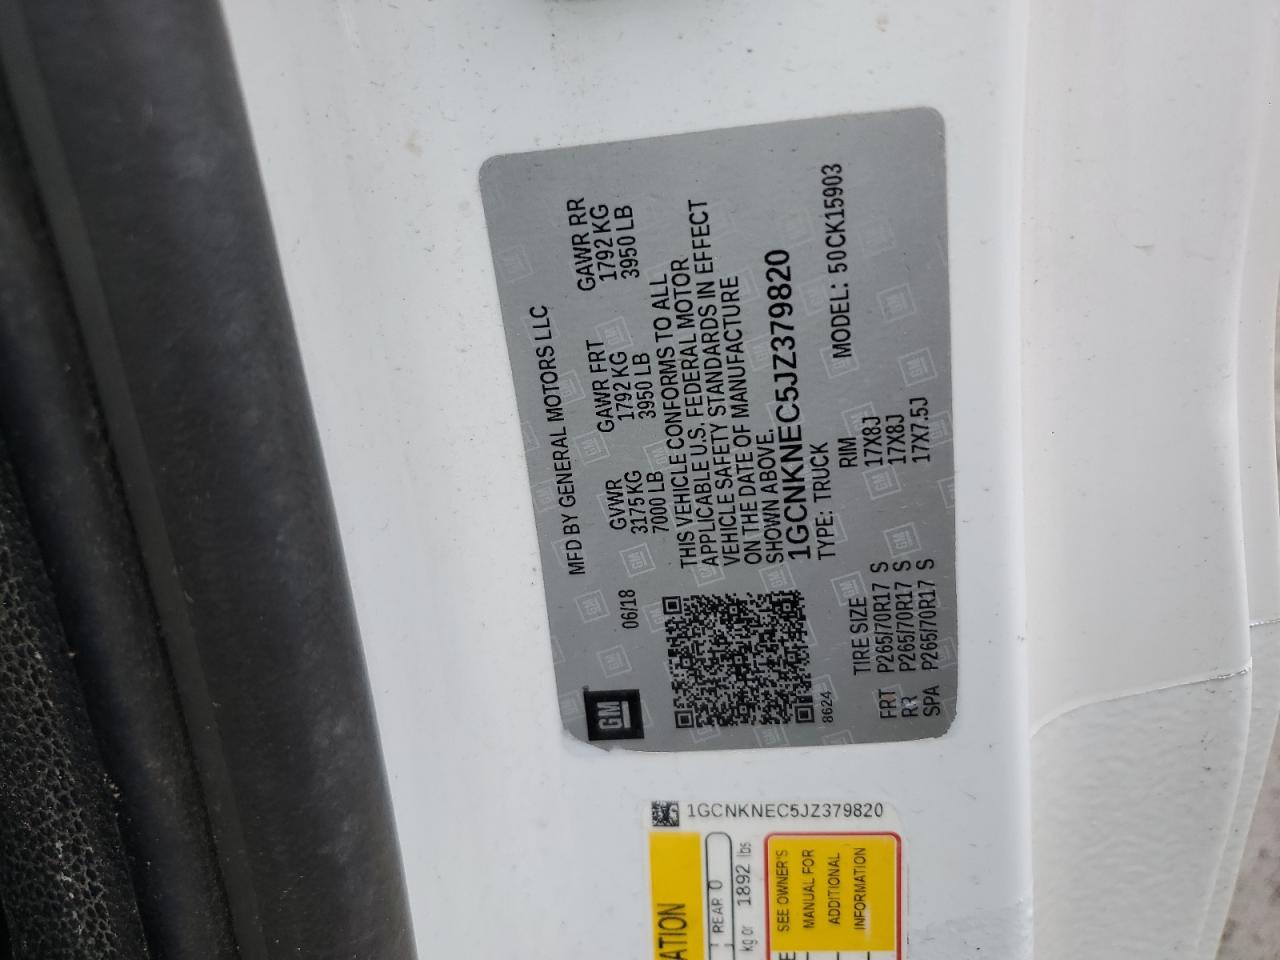 MFD BY GENERAL MOTORS LLC
GM
06/18
GVWR GAWR FRT GAWR RR
3175 KG 1792 KG 1792 KG
7000 LB 3950 LB 3950 LB
THIS VEHICLE CONFORMS TO ALL
APPLICABLE U.S. FEDERAL MOTOR
VEHICLE SAFETY STANDARDS IN EFFECT
ON THE DATE OF MANUFACTURE
SHOWN ABOVE.
1GCNKNEC5JZ379820
TYPE: TRUCK MODEL: 50CK15903
8624
TIRE SIZE RIM
FRT P265/70R17 S 17X8J
RR P265/70R17 S 17X8J
SPA P265/70R17 S 17X7.5J
1GCNKNEC5JZ379820
ATION
REAR 0
kg or 1892 lbs
SEE OWNER'S
MANUAL FOR
ADDITIONAL
INFORMATION